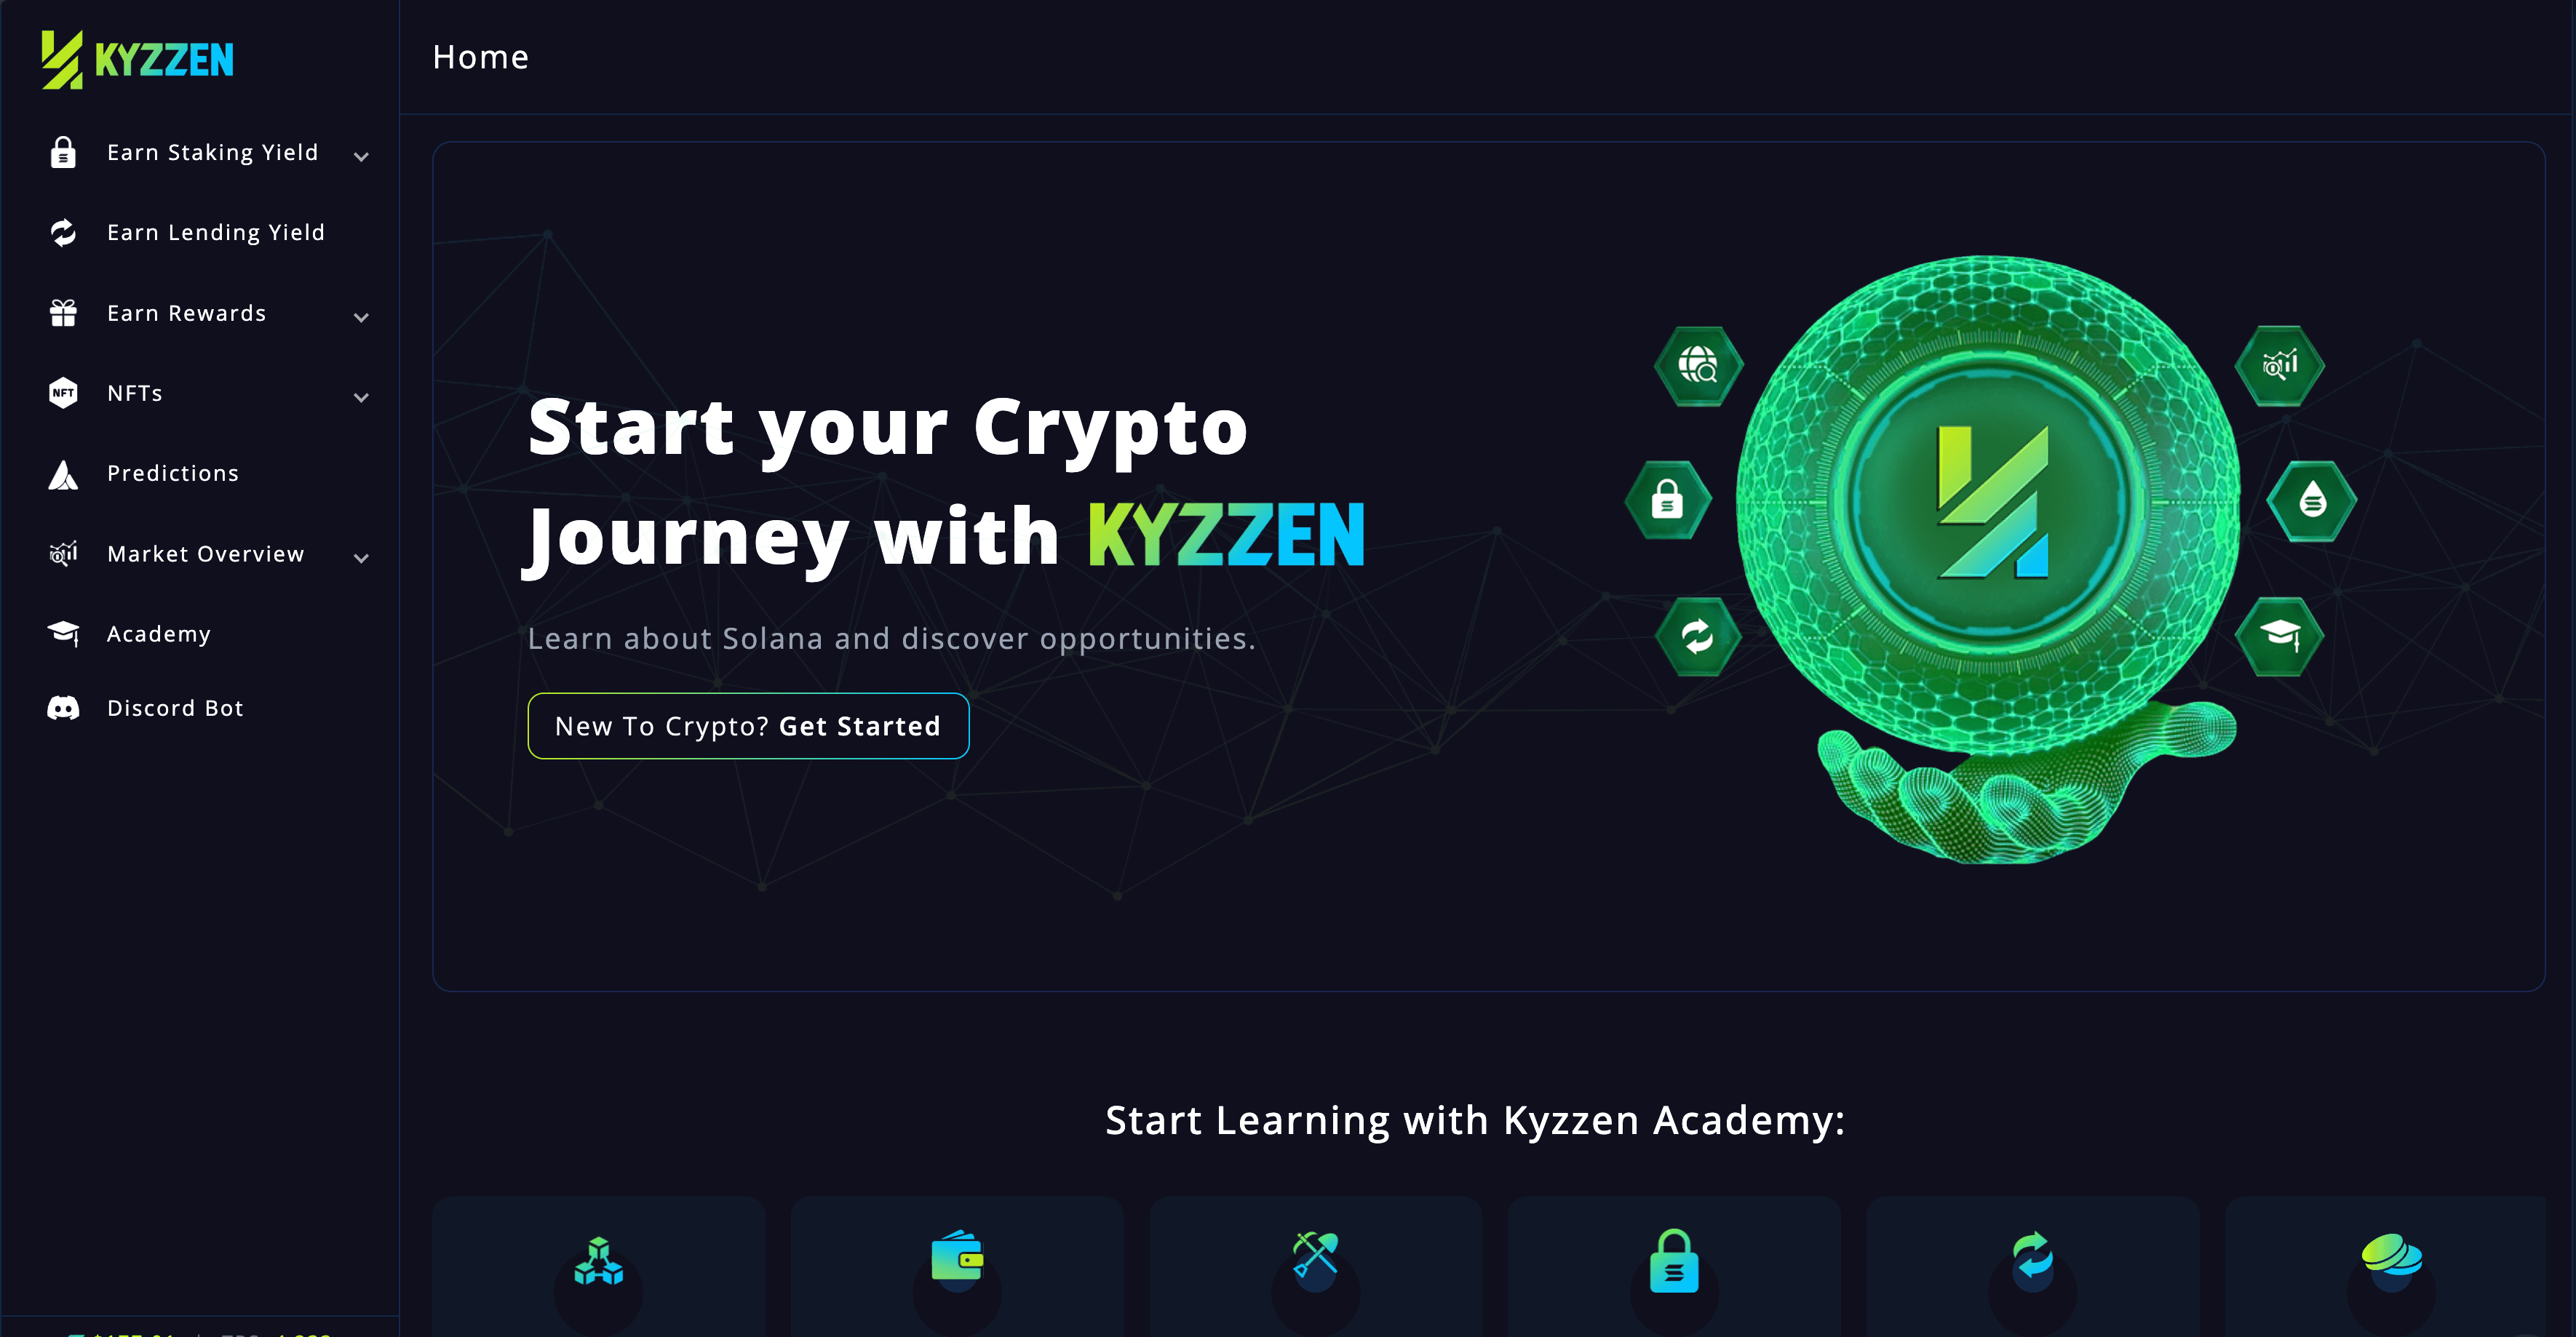 KYZZEN
Home
Earn Staking Yield
Earn Lending Yield
Earn Rewards
NFT
NFTs
Predictions
Market Overview
Academy
Discord Bot
Start your Crypto
Journey with KYZZEN
Learn about Solana and discover opportunities.
New To Crypto? Get Started
Start Learning with Kyzzen Academy: